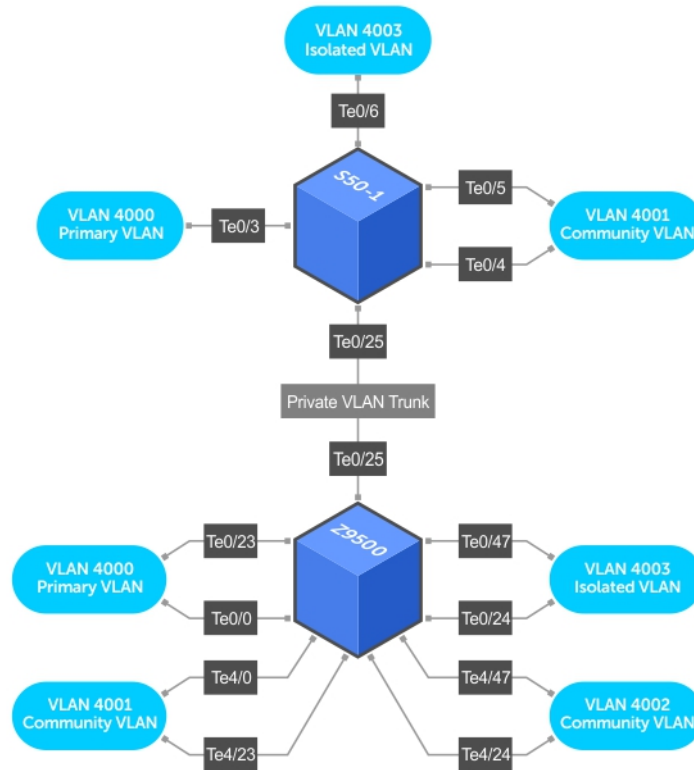 VLAN 4003
Isolated VLAN
Te0/6
S50-1
Te0/5
VLAN 4000
Primary VLAN
Te0/3
VLAN 4001
Community VLAN
Te0/4
Te0/25
Private VLAN Trunk
Te0/25
Z9500
Te0/23
Te0/47
VLAN 4000
Primary VLAN
VLAN 4003
Isolated VLAN
Te0/0
Te0/24
Te4/0
Te4/47
VLAN 4001
Community VLAN
VLAN 4002
Community VLAN
Te4/23
Te4/24